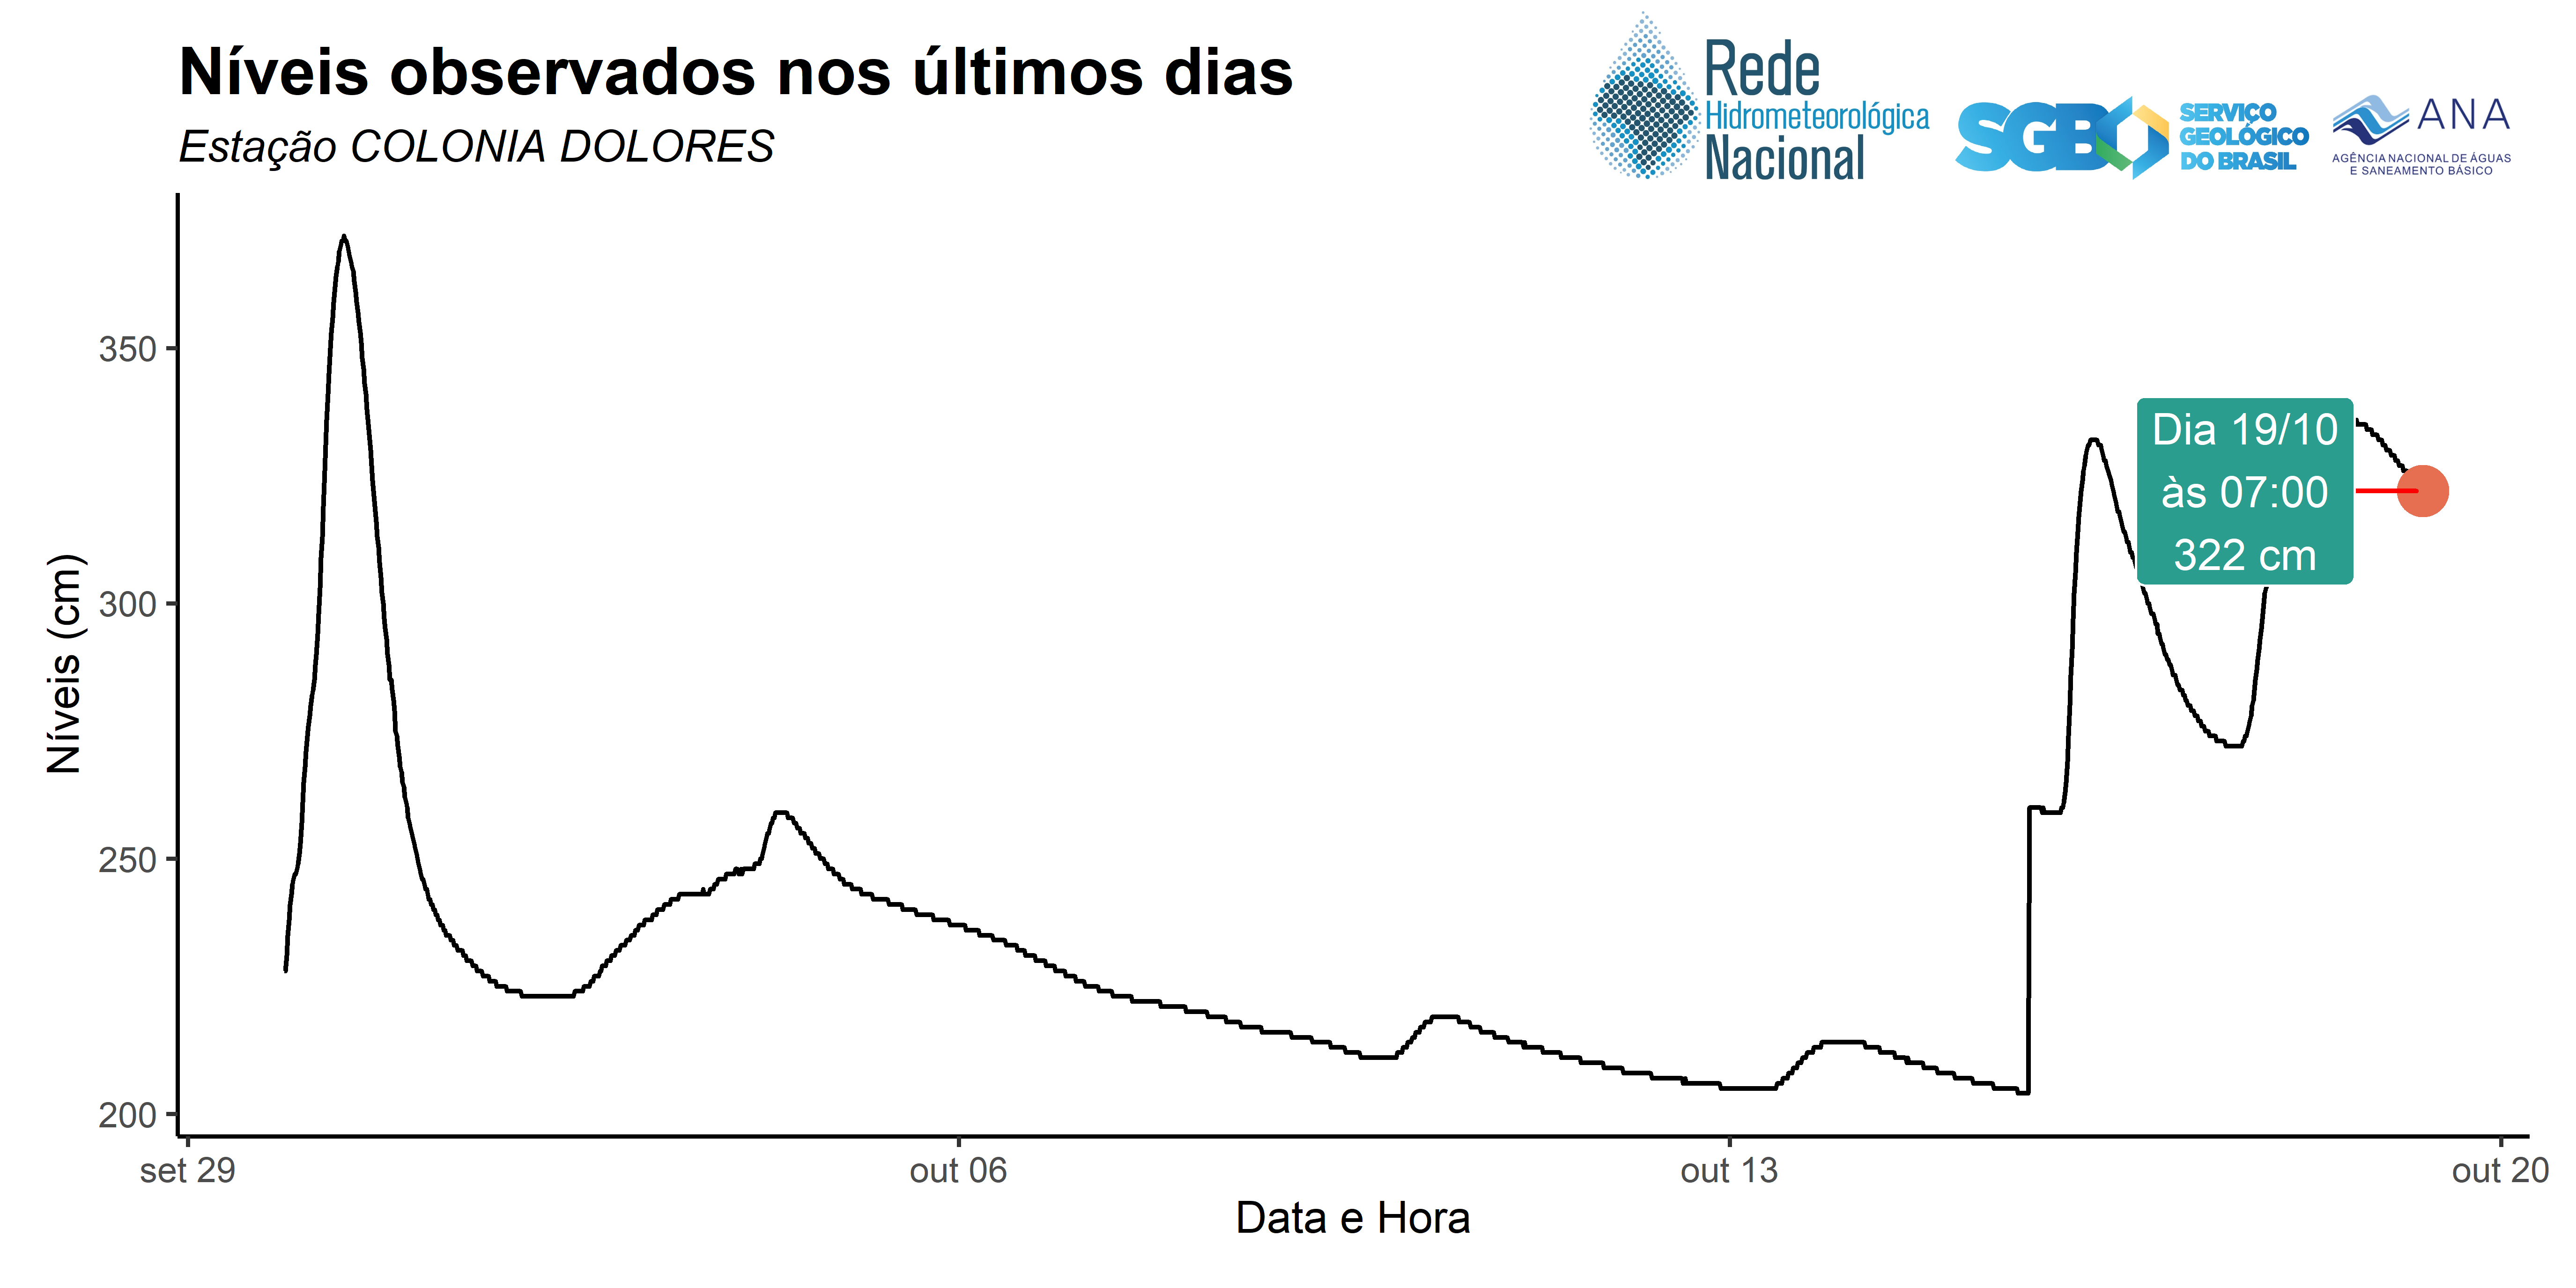 Níveis observados nos últimos dias
Estação COLONIA DOLORES
Rede
Hidrometeorológica
Nacional
SGB
SERVIÇO
GEOLÓGICO
DO BRASIL
ANA
AGÊNCIA NACIONAL DE ÁGUAS
E SANEAMENTO BÁSICO
Níveis (cm)
350
300
250
200
Dia 19/10
às 07:00
322 cm
set 29
out 06
out 13
out 20
Data e Hora